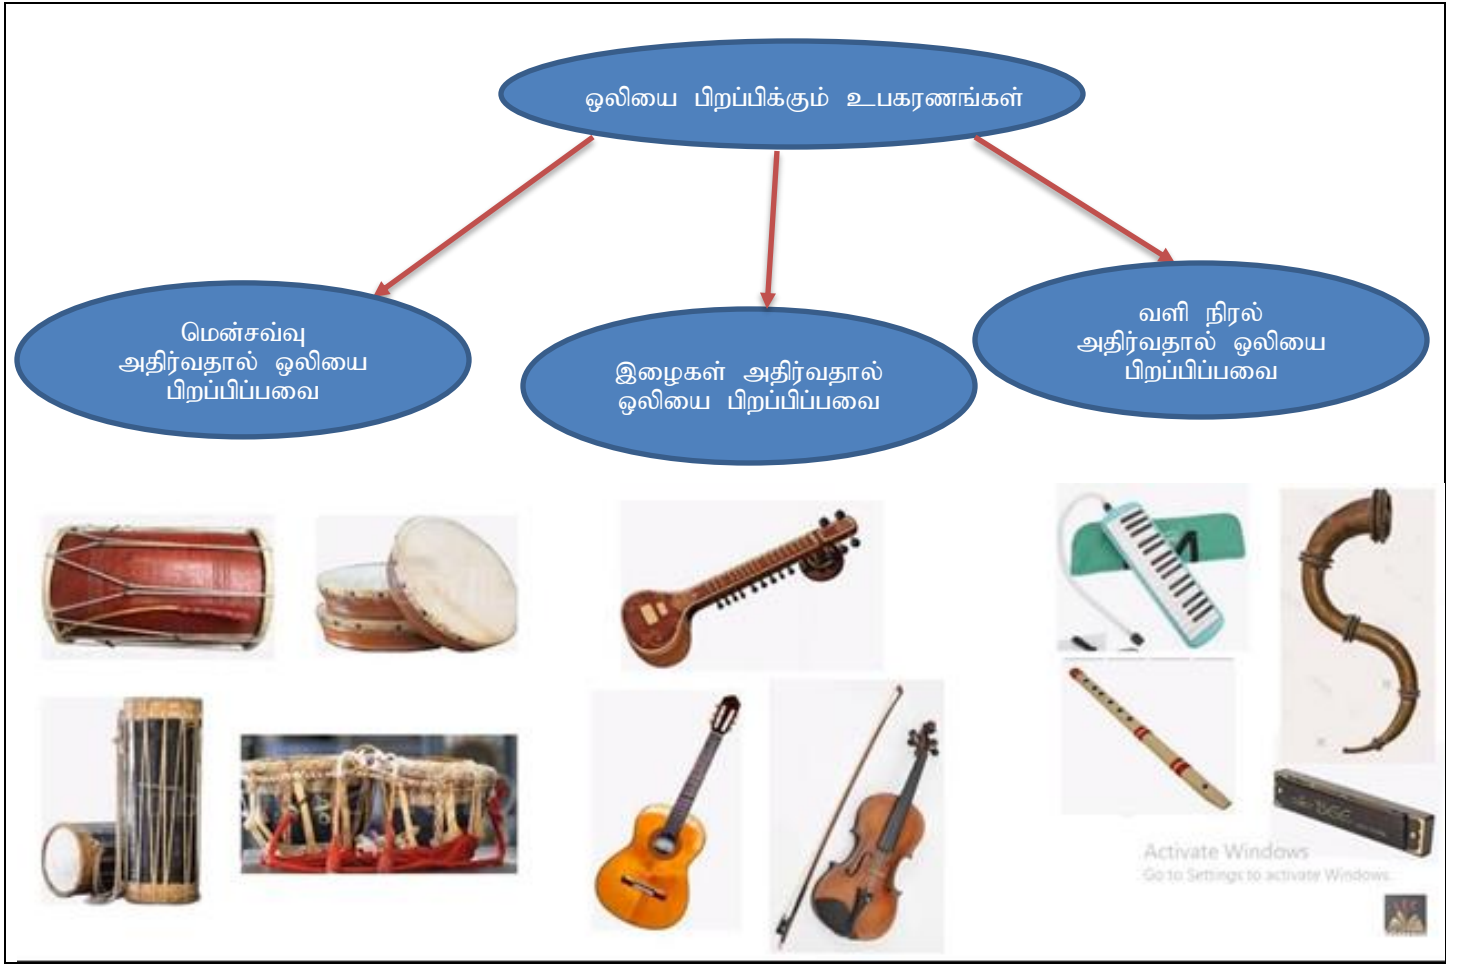 ஒலியை பிறப்பிக்கும் உபகரணங்கள்
மென்சவ்வு
அதிர்வதால் ஒலியை
பிறப்பிப்பவை
இழைகள் அதிர்வதால்
ஒலியை பிறப்பிப்பவை
வளி நிரல்
அதிர்வதால் ஒலியை
பிறப்பிப்பவை
Activate Windows
Go to Settings to activate Windows.